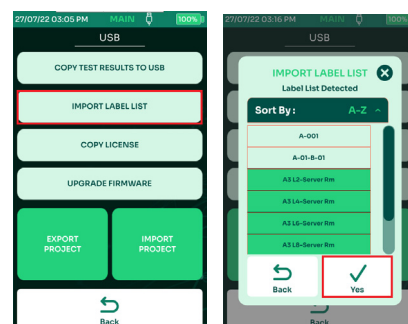 27/07/22 03:05 PM MAIN 100%
USB
COPY TEST RESULTS TO USB
IMPORT LABEL LIST
COPY LICENSE
UPGRADE FIRMWARE
EXPORT
PROJECT
IMPORT
PROJECT
Back
27/07/22 03:16 PM MAIN 100%
USB
IMPORT LABEL LIST
Label List Detected
Sort By : A-Z
A-001
A-01-B-01
A3 L2-Server Rm
A3 L4-Server Rm
A3 L6-Server Rm
A3 L8-Server Rm
Back
Yes
Back